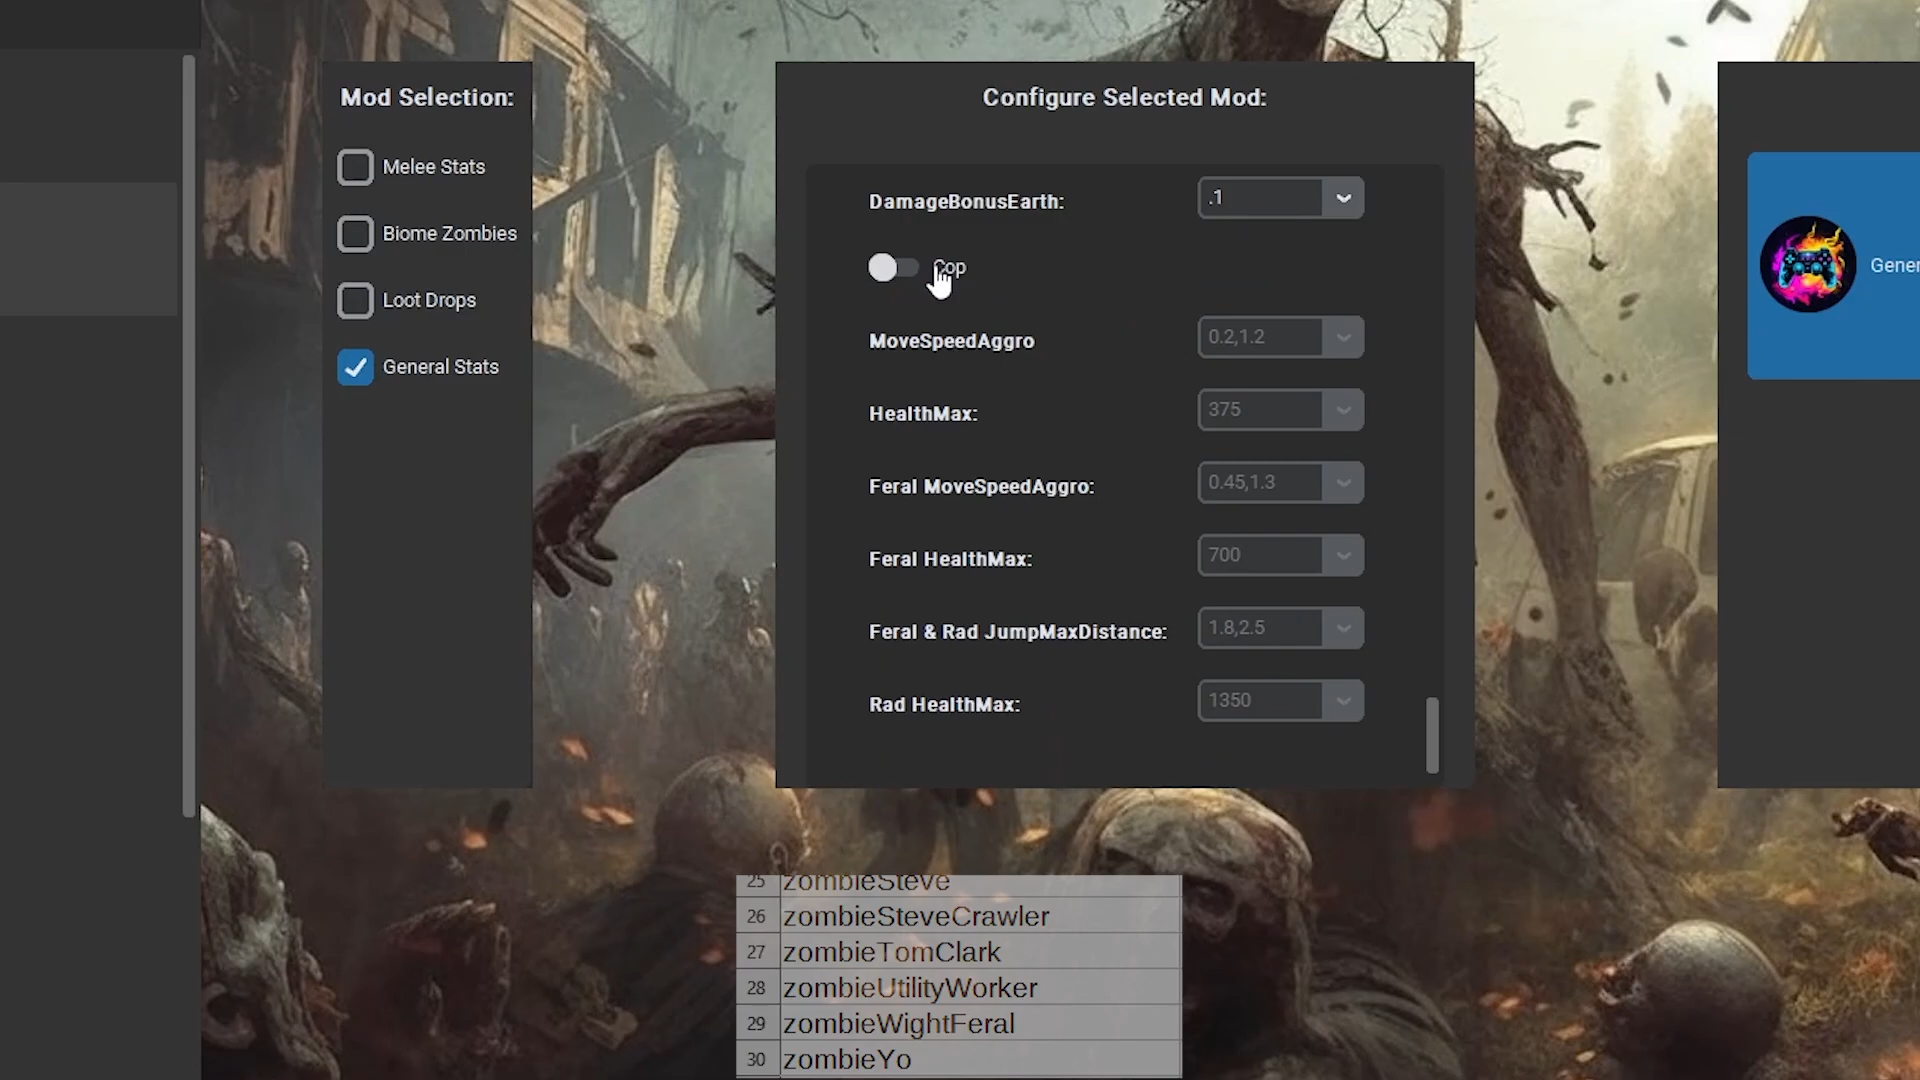 Mod Selection:
Melee Stats
Biome Zombies
Loot Drops
General Stats
Configure Selected Mod:
DamageBonusEarth: .1
Cop
MoveSpeedAggro 0.2,1.2
HealthMax: 375
Feral MoveSpeedAggro: 0.45,1.3
Feral HealthMax: 700
Feral & Rad JumpMaxDistance: 1.8,2.5
Rad HealthMax: 1350
Gener
25 zombieSteve
26 zombieSteveCrawler
27 zombieTomClark
28 zombieUtilityWorker
29 zombieWightFeral
30 zombieYo